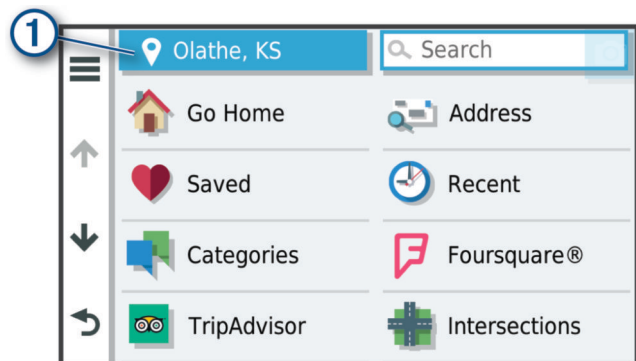 1
Olathe, KS
Search
Go Home
Address
Saved
Recent
Categories
Foursquare®
TripAdvisor
Intersections